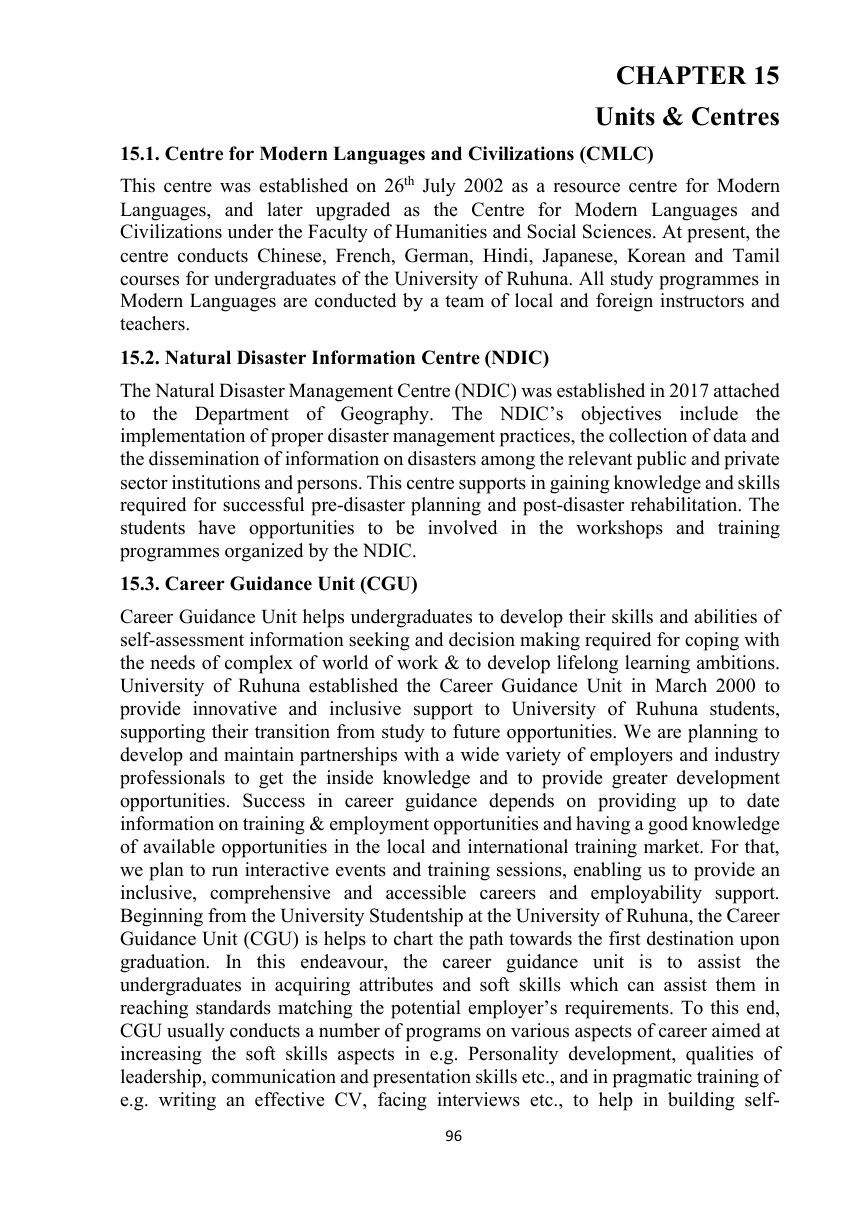 CHAPTER 15
Units & Centres
15.1. Centre for Modern Languages and Civilizations (CMLC)
This centre was established on 26th July 2002 as a resource centre for Modern
Languages, and later upgraded as the Centre for Modern Languages and
Civilizations under the Faculty of Humanities and Social Sciences. At present, the
centre conducts Chinese, French, German, Hindi, Japanese, Korean and Tamil
courses for undergraduates of the University of Ruhuna. All study programmes in
Modern Languages are conducted by a team of local and foreign instructors and
teachers.
15.2. Natural Disaster Information Centre (NDIC)
The Natural Disaster Management Centre (NDIC) was established in 2017 attached
to the Department of Geography. The NDIC’s objectives include the
implementation of proper disaster management practices, the collection of data and
the dissemination of information on disasters among the relevant public and private
sector institutions and persons. This centre supports in gaining knowledge and skills
required for successful pre-disaster planning and post-disaster rehabilitation. The
students have opportunities to be involved in the workshops and training
programmes organized by the NDIC.
15.3. Career Guidance Unit (CGU)
Career Guidance Unit helps undergraduates to develop their skills and abilities of
self-assessment information seeking and decision making required for coping with
the needs of complex of world of work & to develop lifelong learning ambitions.
University of Ruhuna established the Career Guidance Unit in March 2000 to
provide innovative and inclusive support to University of Ruhuna students,
supporting their transition from study to future opportunities. We are planning to
develop and maintain partnerships with a wide variety of employers and industry
professionals to get the inside knowledge and to provide greater development
opportunities. Success in career guidance depends on providing up to date
information on training & employment opportunities and having a good knowledge
of available opportunities in the local and international training market. For that,
we plan to run interactive events and training sessions, enabling us to provide an
inclusive, comprehensive and accessible careers and employability support.
Beginning from the University Studentship at the University of Ruhuna, the Career
Guidance Unit (CGU) is helps to chart the path towards the first destination upon
graduation. In this endeavour, the career guidance unit is to assist the
undergraduates in acquiring attributes and soft skills which can assist them in
reaching standards matching the potential employer’s requirements. To this end,
CGU usually conducts a number of programs on various aspects of career aimed at
increasing the soft skills aspects in e.g. Personality development, qualities of
leadership, communication and presentation skills etc., and in pragmatic training of
e.g. writing an effective CV, facing interviews etc., to help in building self-
96